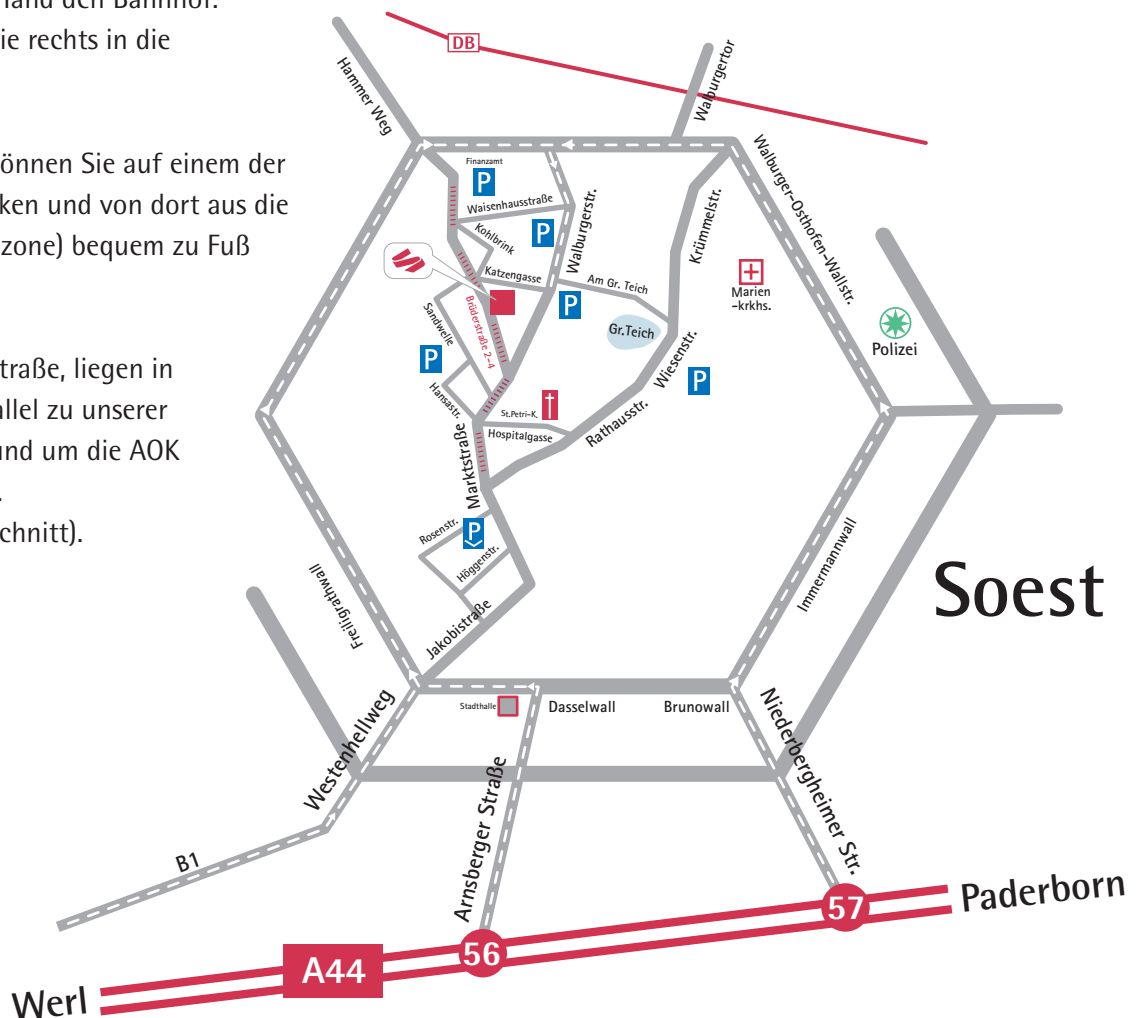 land den Bahnhof.
ie rechts in die
önnen Sie auf einem der
ken und von dort aus die
zone) bequem zu Fuß
traße, liegen in
allel zu unserer
und um die AOK
.
chnitt).
DB
Hammer Weg
Walburgertor
Finanzamt
P
Waisenhausstraße
Kohlbrink
P
Walburgerstr.
Krümmelstr.
Walburger-Osthofen-Wallstr.
Katzengasse
Am Gr. Teich
Marien
-krkhs.
Sandwelle
Brüderstraße 2-4
P
Gr.Teich
Polizei
P
Hansastr.
Wiesenstr.
P
St.Petri-K.
Hospitalgasse
Rathausstr.
Marktstraße
Rosenstr.
P
Höggenstr.
Immermannwall
Soest
Freiligrathwall
Jakobistraße
Westenhellweg
Stadthalle
Dasselwall
Brunowall
Niederbergheimer Str.
Arnsberger Straße
B1
57
Paderborn
56
A44
Werl